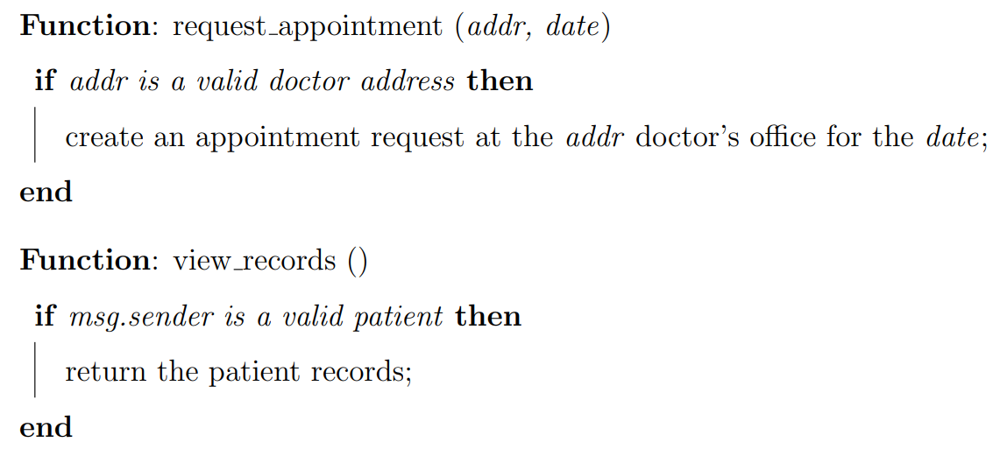 Function: request_appointment (addr, date)
if addr is a valid doctor address then
create an appointment request at the addr doctor's office for the date;
end
Function: view_records ()
if msg.sender is a valid patient then
return the patient records;
end